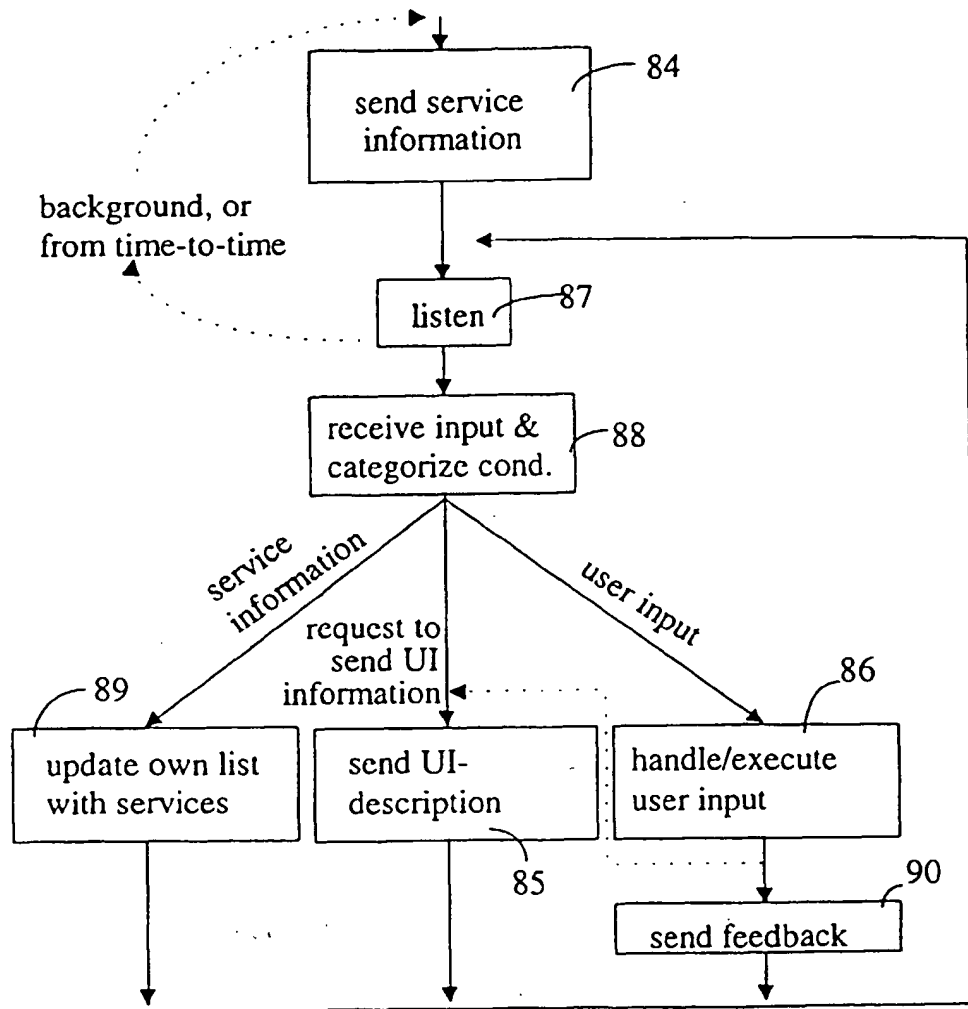 84
send service
information
background, or
from time-to-time
87
listen
receive input &
categorize cond.
88
service
information
request to
send UI
information
user input
89
update own list
with services
send UI-
description
85
86
handle/execute
user input
90
send feedback